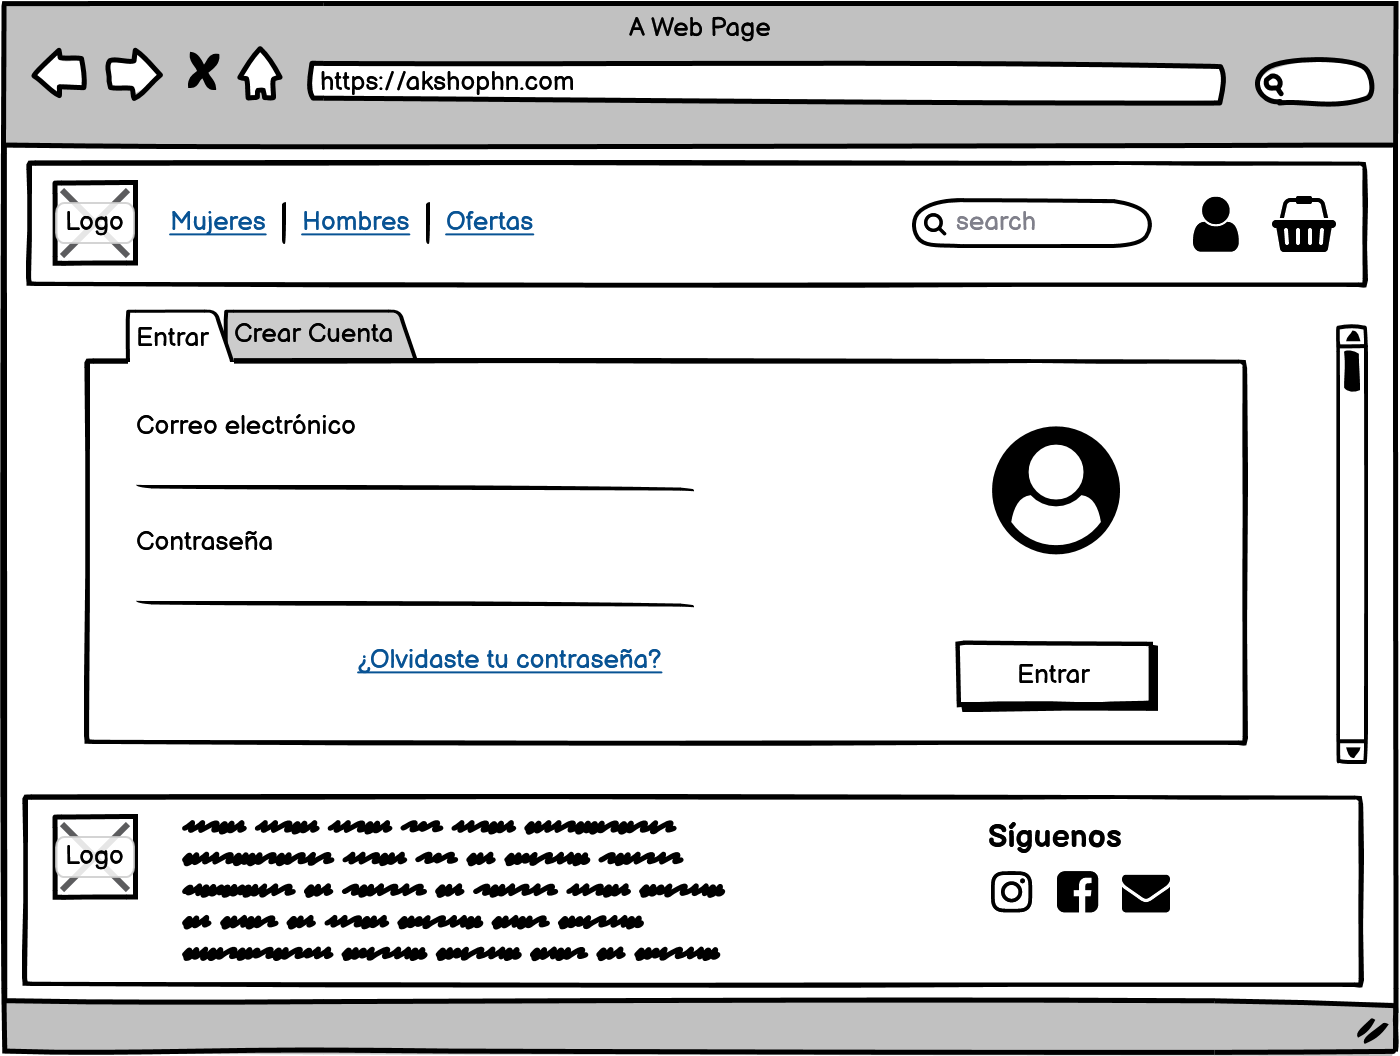 A Web Page
https://akshophn.com
Logo
Mujeres
Hombres
Ofertas
search
Entrar
Crear Cuenta
Correo electrónico
Contraseña
¿Olvidaste tu contraseña?
Entrar
Logo
Síguenos